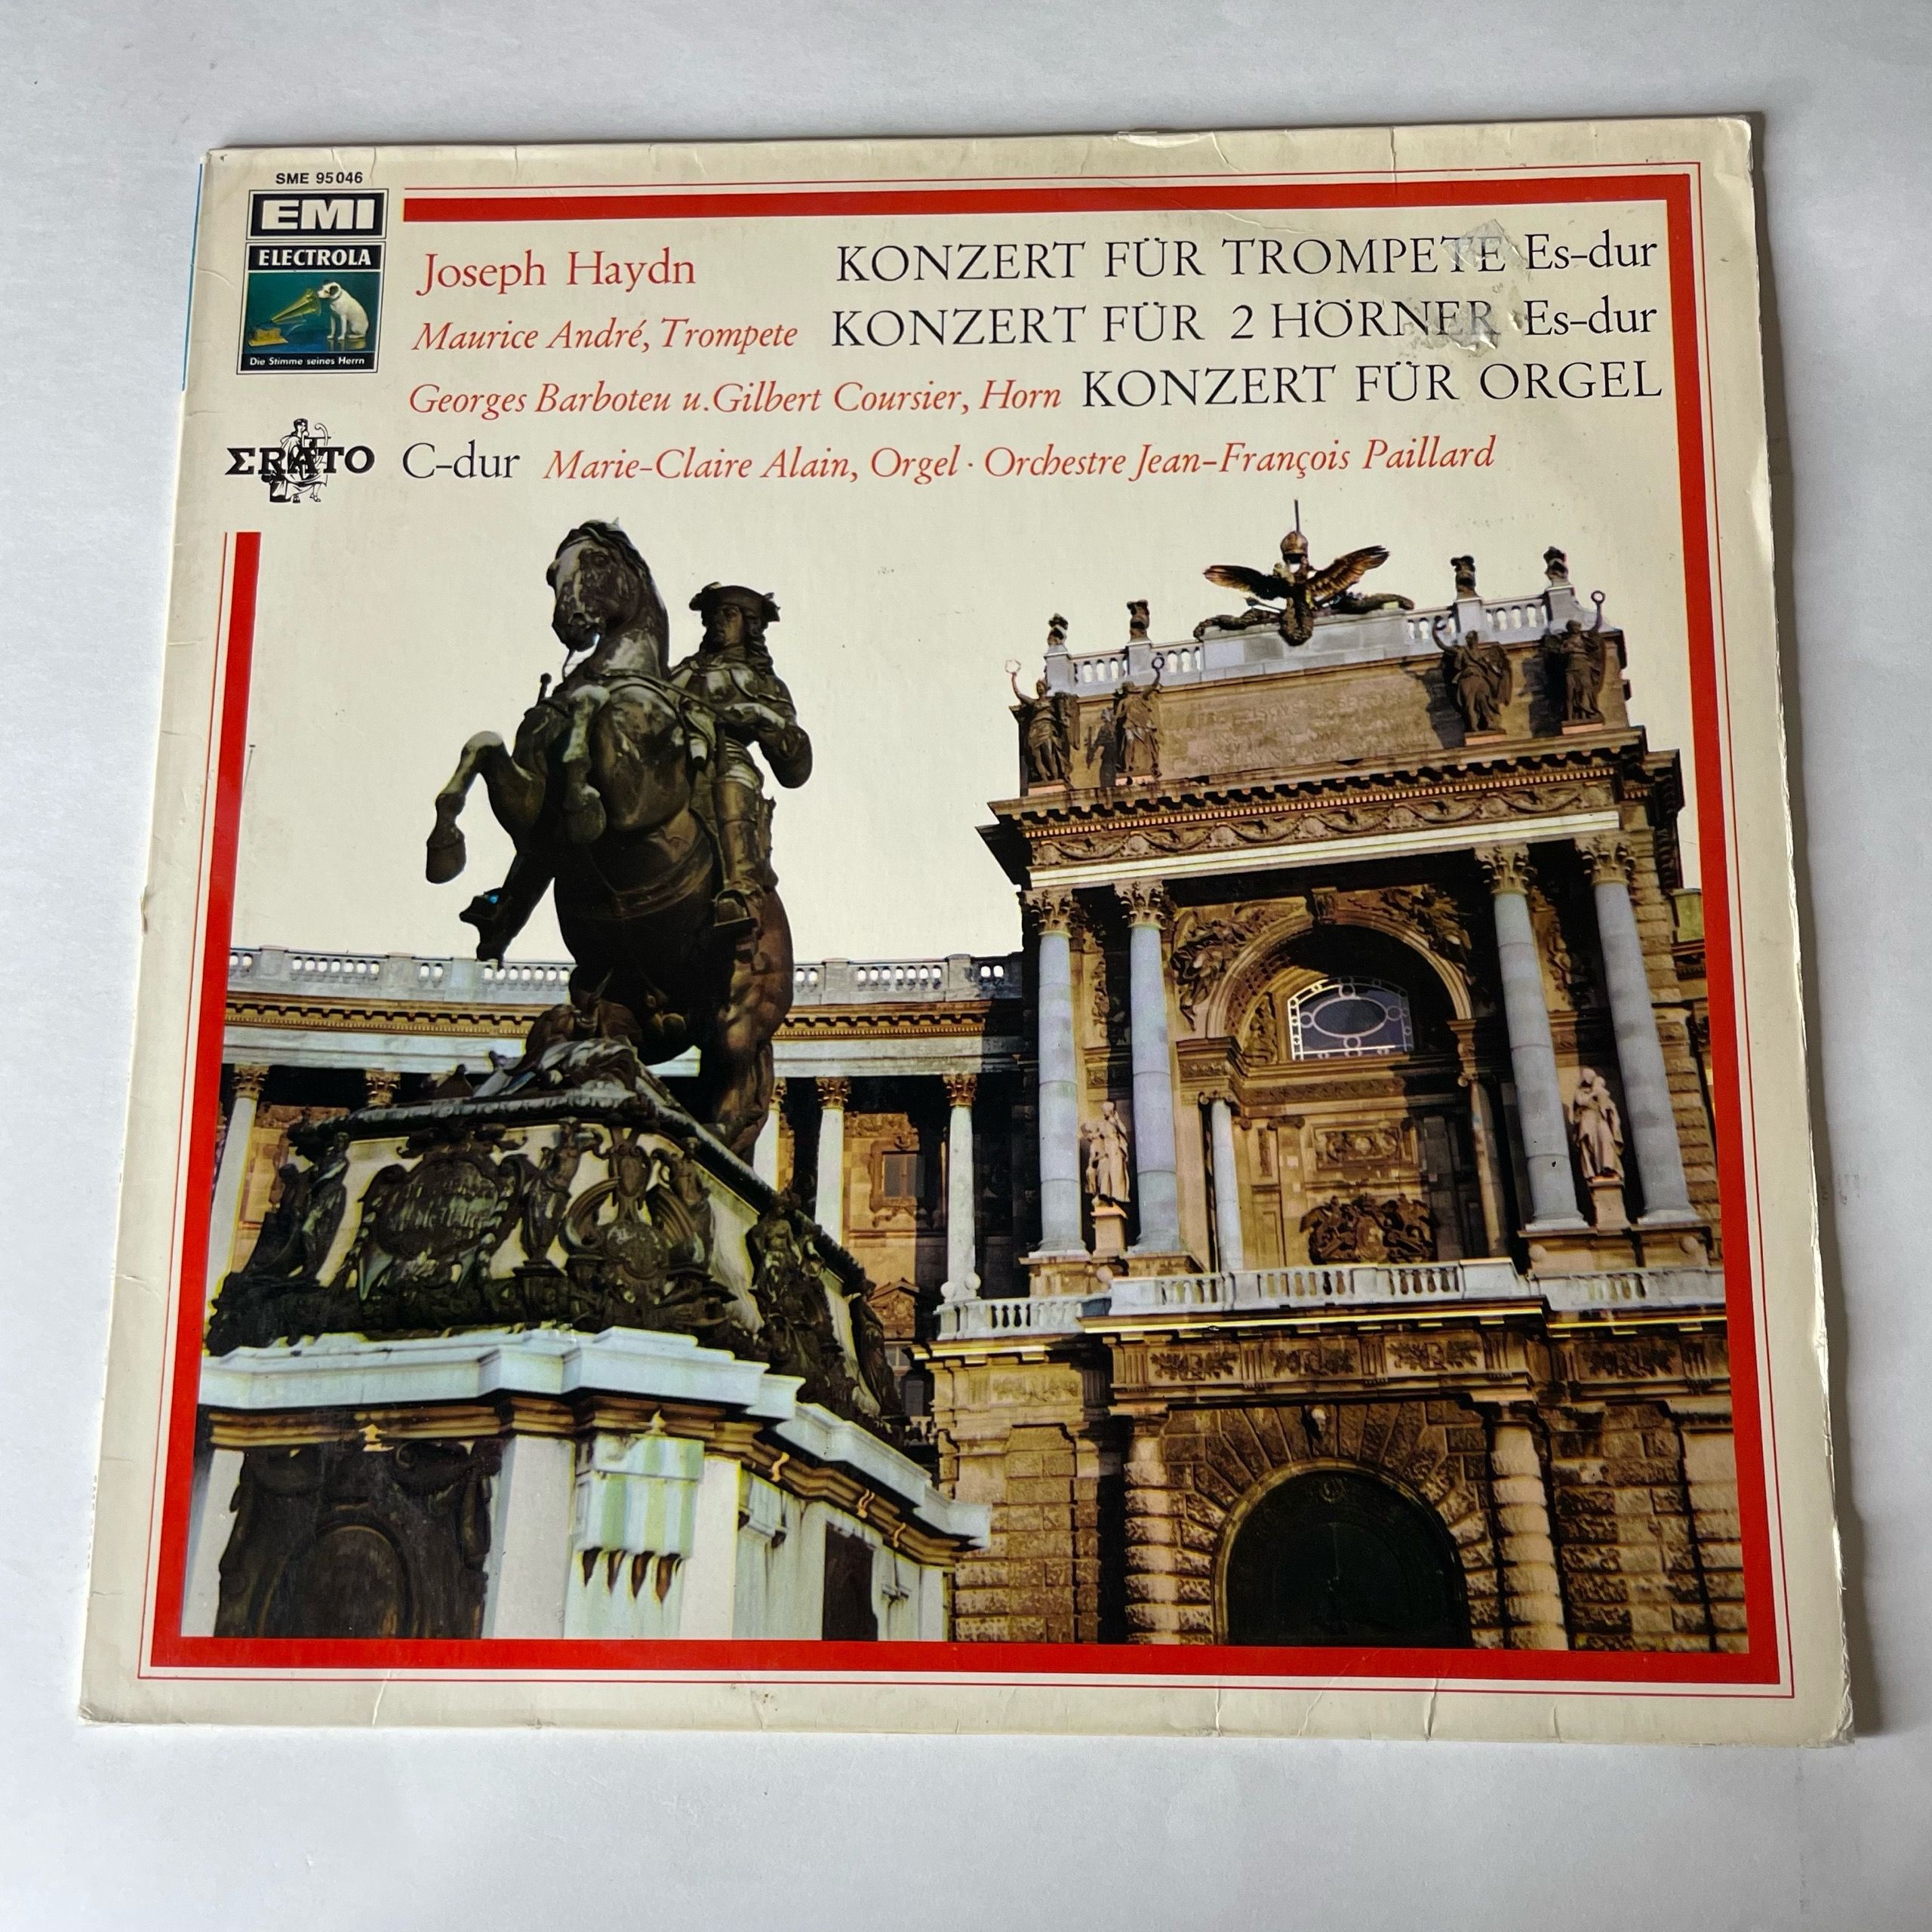 SME 95046
EMI
ELECTROLA
Die Stimme seines Herrn
Joseph Haydn KONZERT FÜR TROMPETE Es-dur
Maurice André, Trompete KONZERT FÜR 2 HÖRNER Es-dur
Georges Barboteu u. Gilbert Coursier, Horn KONZERT FÜR ORGEL
ΣRATO C-dur Marie-Claire Alain, Orgel · Orchestre Jean-François Paillard